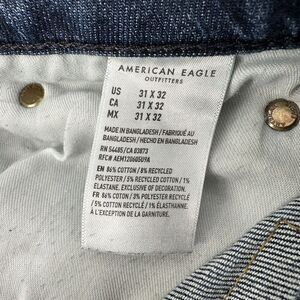 AMERICAN EAGLE
OUTFITTERS
US 31 X 32
CA 31 X 32
MX 31 X 32
MADE IN BANGLADESH / FABRIQUÉ AU
BANGLADESH / HECHO EN BANGLADESH
RN 54485/CA 03873
RFC# AEM1206085U9A
EN 86% COTTON / 8% RECYCLED
POLYESTER / 5% RECYCLED COTTON / 1%
ELASTANE, EXCLUSIVE OF DECORATION.
FR 86% COTON / POLYESTER RECYCLÉ /
5% COTON RECYCLÉ / 1% ÉLASTHANNE.
À L'EXCEPTION DE LA GARNITURE.